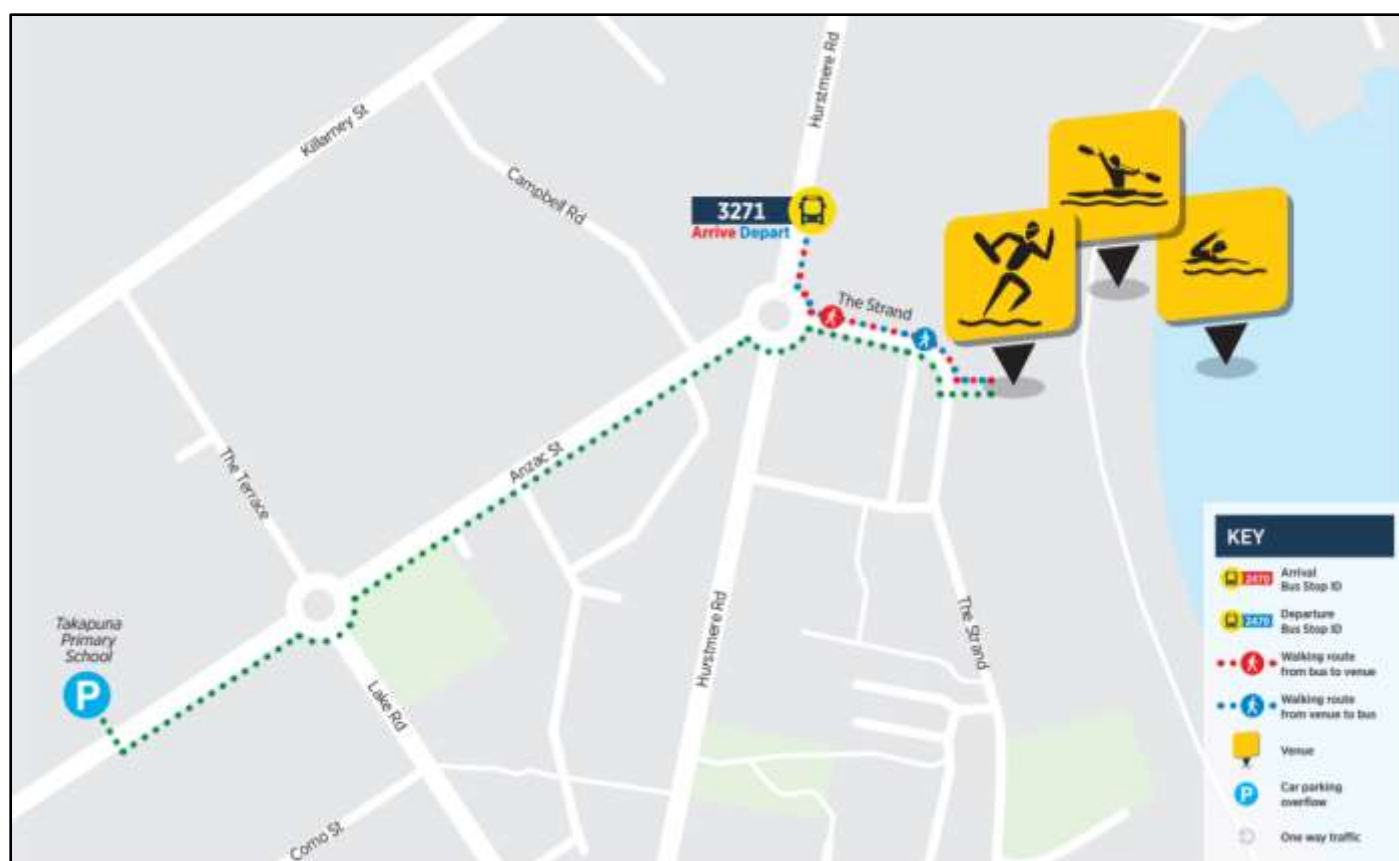 Killarney St
Campbell Rd
Hurstmere Rd
3271
Arrive Depart
The Strand
The Terrace
Anzac St
Takapuna
Primary
School
P
Lake Rd
Como St
Hurstmere Rd
The Strand
KEY
2470
Arrival
Bus Stop ID
2470
Departure
Bus Stop ID
Walking route
from bus to venue
Walking route
from venue to bus
Venue
P
Car parking
overflow
One way traffic